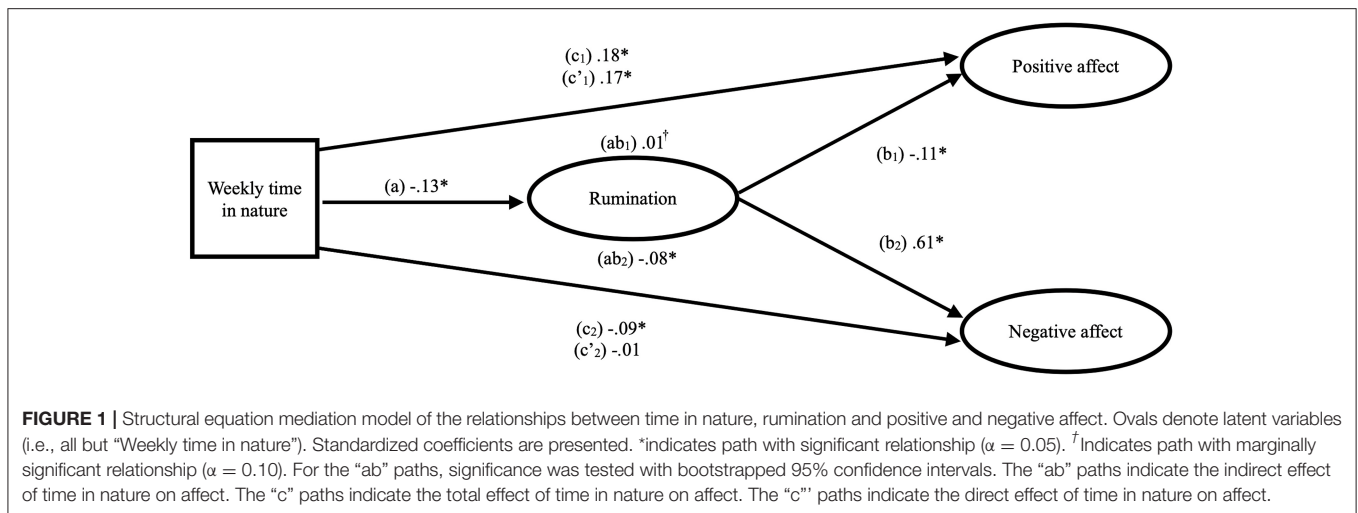 (c₁) .18*
(c’₁) .17*
Positive affect
(ab₁) .01†
(b₁) -.11*
Weekly time
in nature
(a) -.13*
Rumination
(ab₂) -.08*
(b₂) .61*
(c₂) -.09*
(c’₂) -.01
Negative affect
FIGURE 1 | Structural equation mediation model of the relationships between time in nature, rumination and positive and negative affect. Ovals denote latent variables
(i.e., all but “Weekly time in nature”). Standardized coefficients are presented. *indicates path with significant relationship (α = 0.05). †Indicates path with marginally
significant relationship (α = 0.10). For the “ab” paths, significance was tested with bootstrapped 95% confidence intervals. The “ab” paths indicate the indirect effect
of time in nature on affect. The “c” paths indicate the total effect of time in nature on affect. The “c”’ paths indicate the direct effect of time in nature on affect.